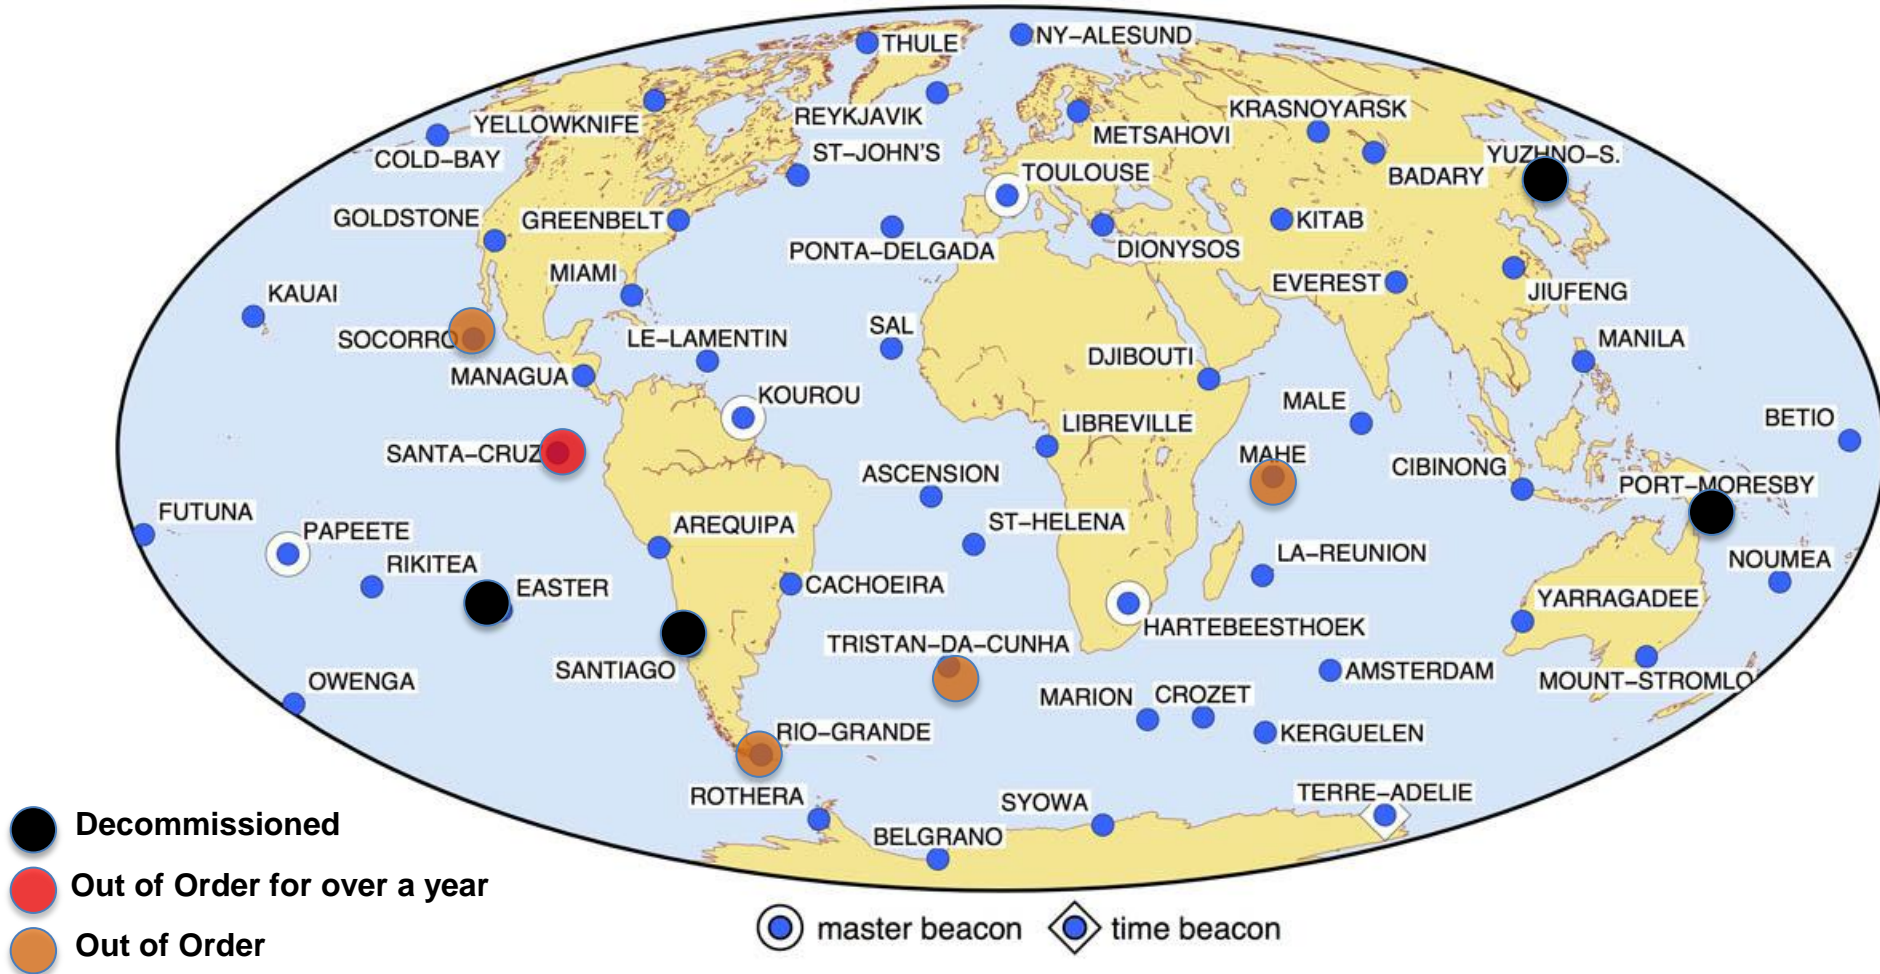 THULE
NY-ALESUND
REYKJAVIK
KRASNOYARSK
YELLOWKNIFE
METSAHOVI
COLD-BAY
ST-JOHN'S
YUZHNO-S.
TOULOUSE
BADARY
GOLDSTONE
GREENBELT
KITAB
PONTA-DELGADA
DIONYSOS
MIAMI
EVEREST
JIUFENG
KAUAI
SOCORRO
LE-LAMENTIN
SAL
MANILA
DJIBOUTI
MANAGUA
KOUROU
MALE
BETIO
LIBREVILLE
SANTA-CRUZ
MAHE
CIBINONG
ASCENSION
PORT-MORESBY
FUTUNA
PAPEETE
AREQUIPA
ST-HELENA
LA-REUNION
NOUMEA
RIKITEA
EASTER
CACHOEIRA
YARRAGADEE
HARTEBEESTHOEK
TRISTAN-DA-CUNHA
SANTIAGO
AMSTERDAM
OWENGA
MOUNT-STROMLO
MARION
CROZET
RIO-GRANDE
KERGUELEN
ROTHERA
SYOWA
TERRE-ADELIE
BELGRANO
Decommissioned
Out of Order for over a year
Out of Order
master beacon
time beacon